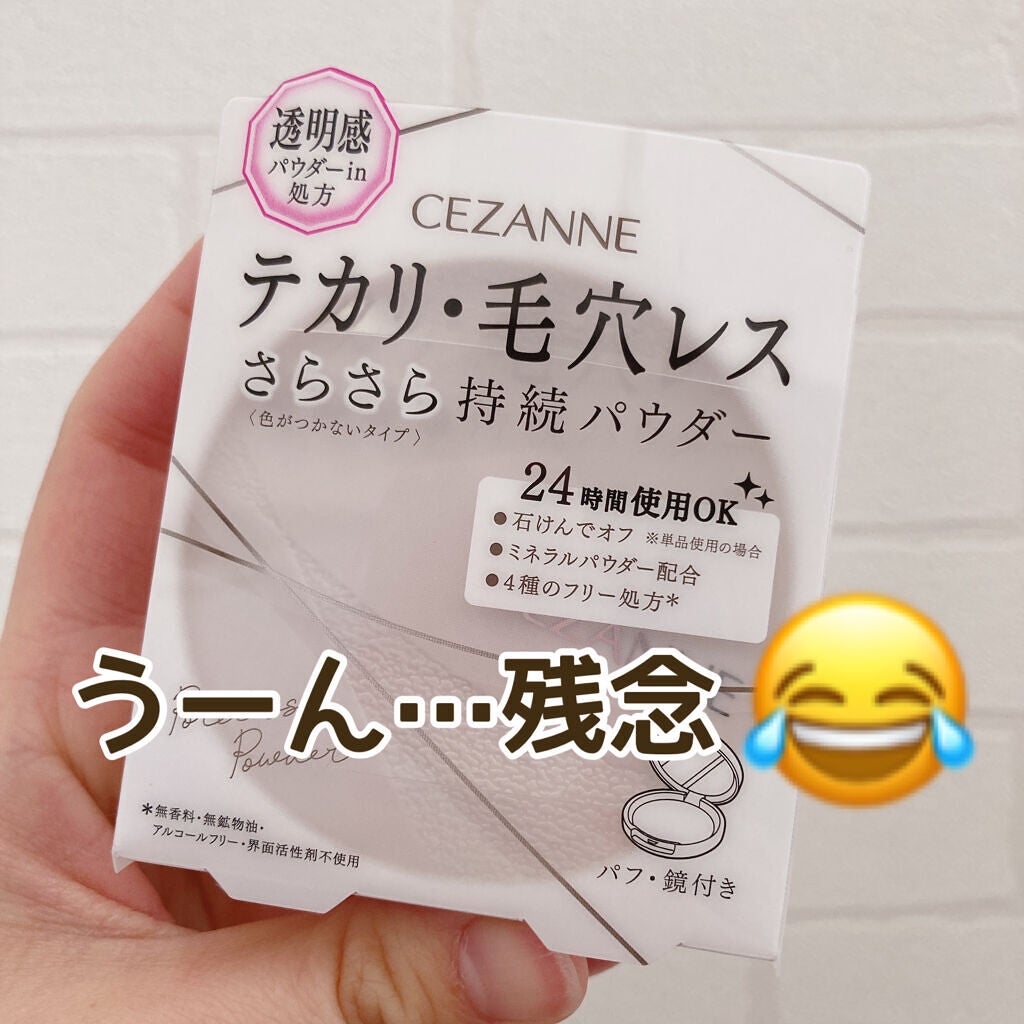 透明感
パウダーin
処方
CEZANNE
テカリ・毛穴レス
さらさら持続パウダー
〈色がつかないタイプ〉
24時間使用OK
●石けんでオフ ※単品使用の場合
●ミネラルパウダー配合
●4種のフリー処方*
うーん…残念😂
Powder
*無香料・無鉱物油・
アルコールフリー・界面活性剤不使用
パフ・鏡付き